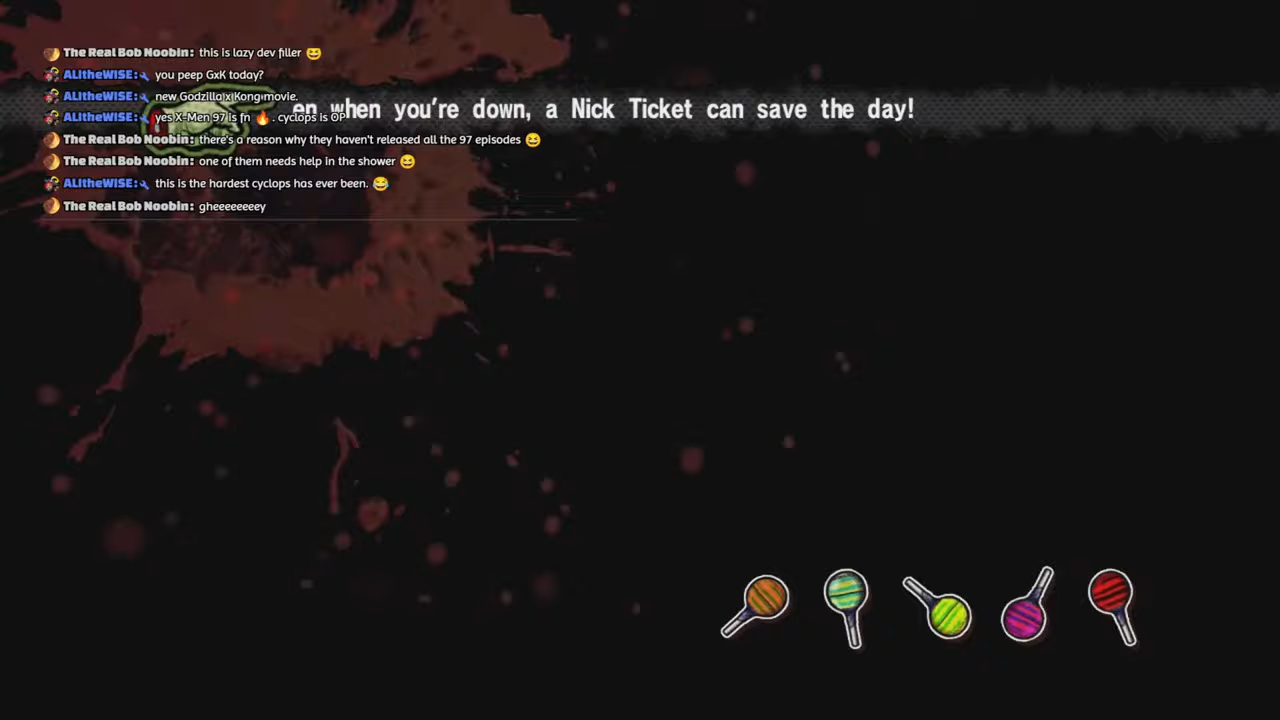 The Real Bob Noobin: this is lazy dev filler 😆
ALItheWISE: you peep GxK today?
ALItheWISE: new Godzilla x Kong movie.
en when you're down, a Nick Ticket can save the day!
ALItheWISE: yes X-Men 97 is fn 🔥. cyclops is OP
The Real Bob Noobin: there's a reason why they haven't released all the 97 episodes 😆
The Real Bob Noobin: one of them needs help in the shower 😆
ALItheWISE: this is the hardest cyclops has ever been. 😂
The Real Bob Noobin: gheeeeeeeey